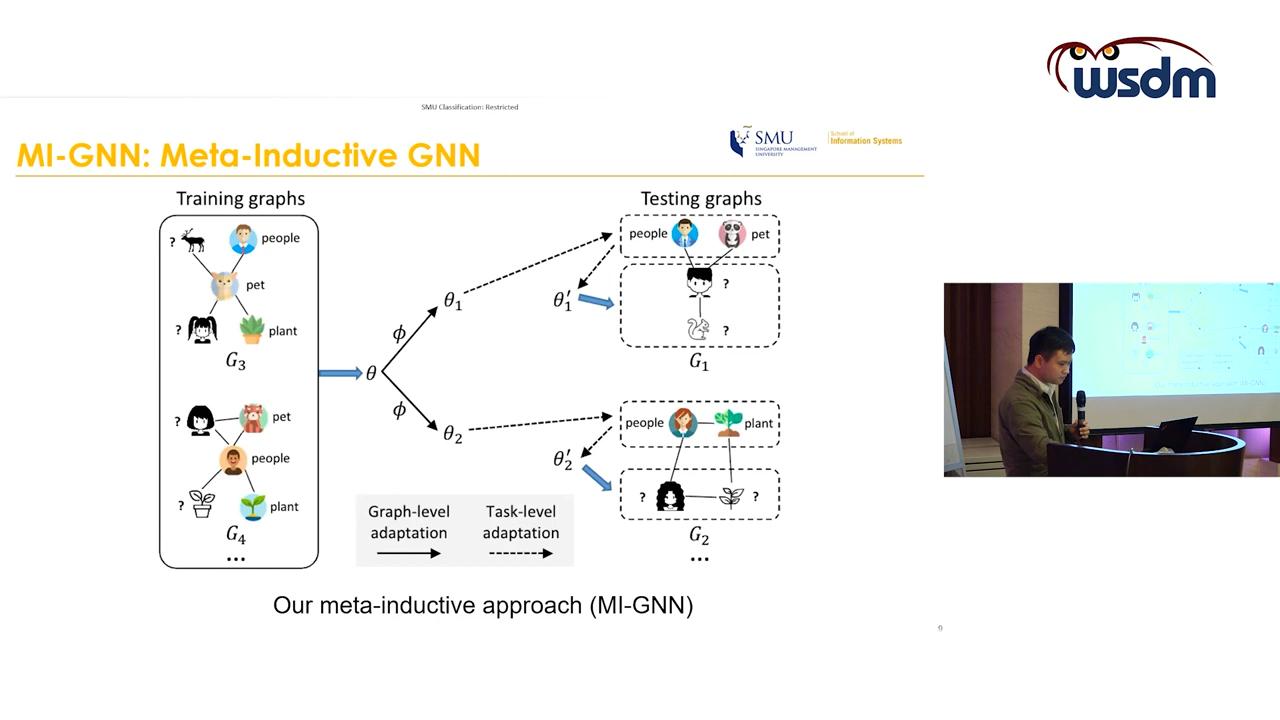 wsdm
SMU Classification: Restricted
MI-GNN: Meta-Inductive GNN
SMU
SINGAPORE MANAGEMENT
UNIVERSITY
School of
Information Systems
Training graphs
Testing graphs
?
people
pet
?
plant
G₃
?
pet
people
?
plant
G₄
...
θ
ϕ
ϕ
θ₁
θ₂
θ′₁
θ′₂
Graph-level
adaptation
Task-level
adaptation
people
pet
?
?
G₁
people
plant
?
?
G₂
...
Our meta-inductive approach (MI-GNN)
9